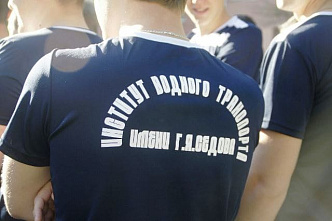 ИНСТИТУТ ВОДНОГО ТРАНСПОРТА
ИМЕНИ Г.Я.СЕДОВА